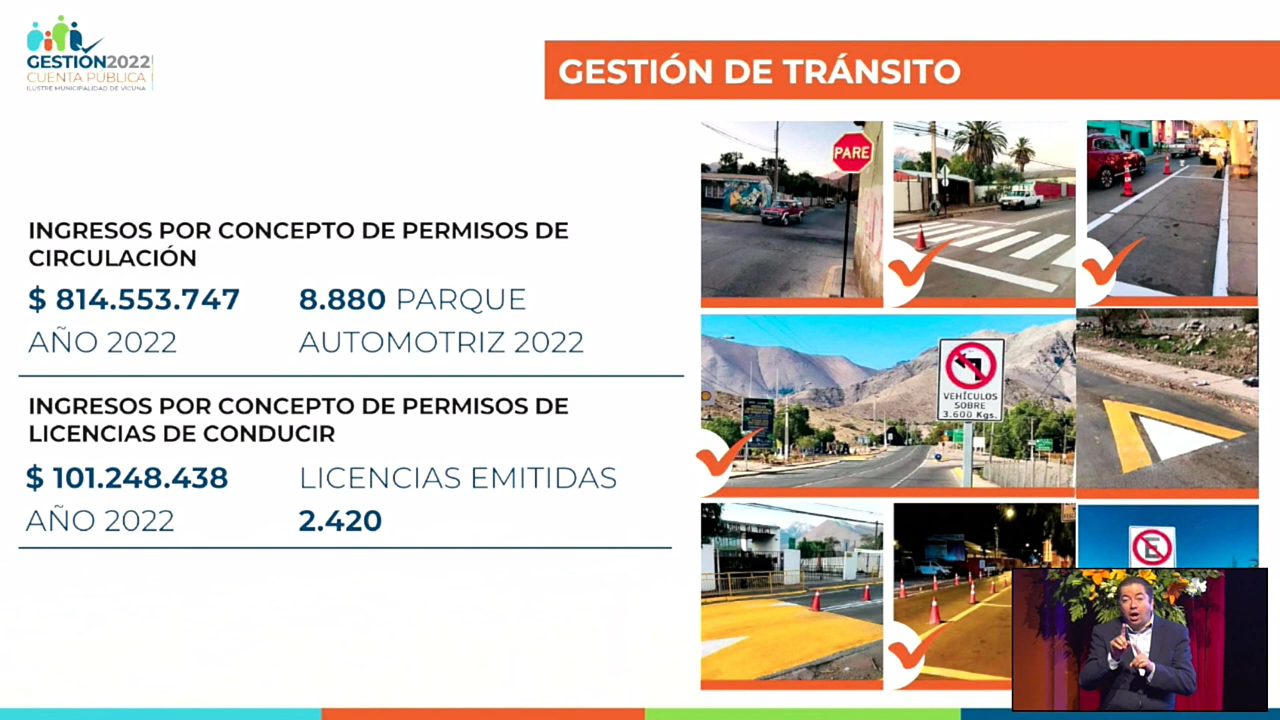 GESTIÓN2022
CUENTA PÚBLICA
ILUSTRE MUNICIPALIDAD DE VICUÑA
GESTIÓN DE TRÁNSITO
INGRESOS POR CONCEPTO DE PERMISOS DE
CIRCULACIÓN
$ 814.553.747
AÑO 2022
8.880 PARQUE
AUTOMOTRIZ 2022
INGRESOS POR CONCEPTO DE PERMISOS DE
LICENCIAS DE CONDUCIR
$ 101.248.438
AÑO 2022
LICENCIAS EMITIDAS
2.420
PARE
VEHÍCULOS
SOBRE
3.600 Kgs.
E